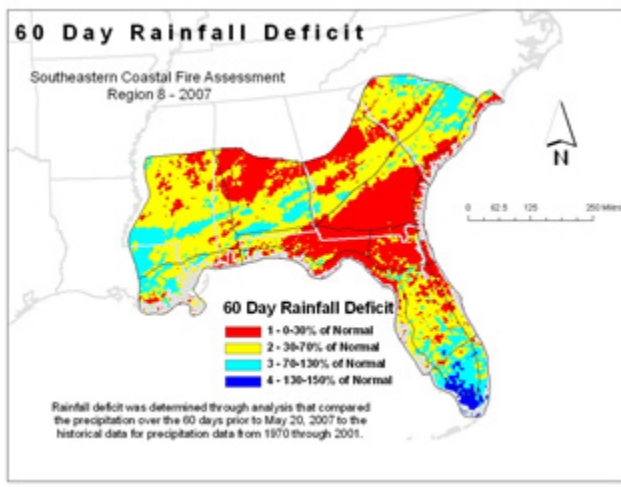 60 Day Rainfall Deficit
Southeastern Coastal Fire Assessment
Region 8 - 2007
N
0 62.5 125 250 Miles
60 Day Rainfall Deficit
1 - 0-30% of Normal
2 - 30-70% of Normal
3 - 70-130% of Normal
4 - 130-150% of Normal
Rainfall deficit was determined through analysis that compared
the precipitation over the 60 days prior to May 20, 2007 to the
historical data for precipitation data from 1970 through 2001.